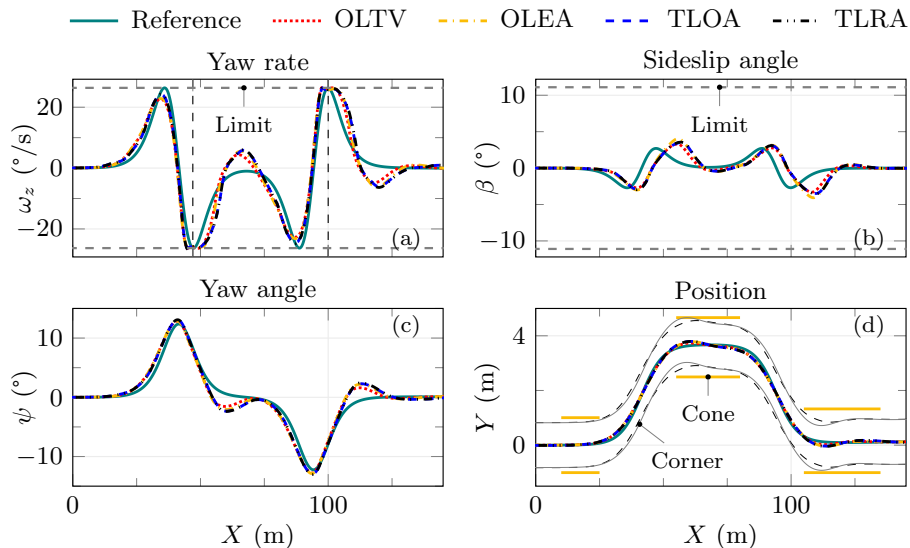 Reference OLTV OLEA TLOA TLRA
Yaw rate
20
0
−20
ω_z (°/s)
Limit
(a)
Sideslip angle
10
0
−10
β (°)
Limit
(b)
Yaw angle
10
0
−10
ψ (°)
(c)
0 100
X (m)
Position
4
0
Y (m)
(d)
Cone
Corner
0 100
X (m)